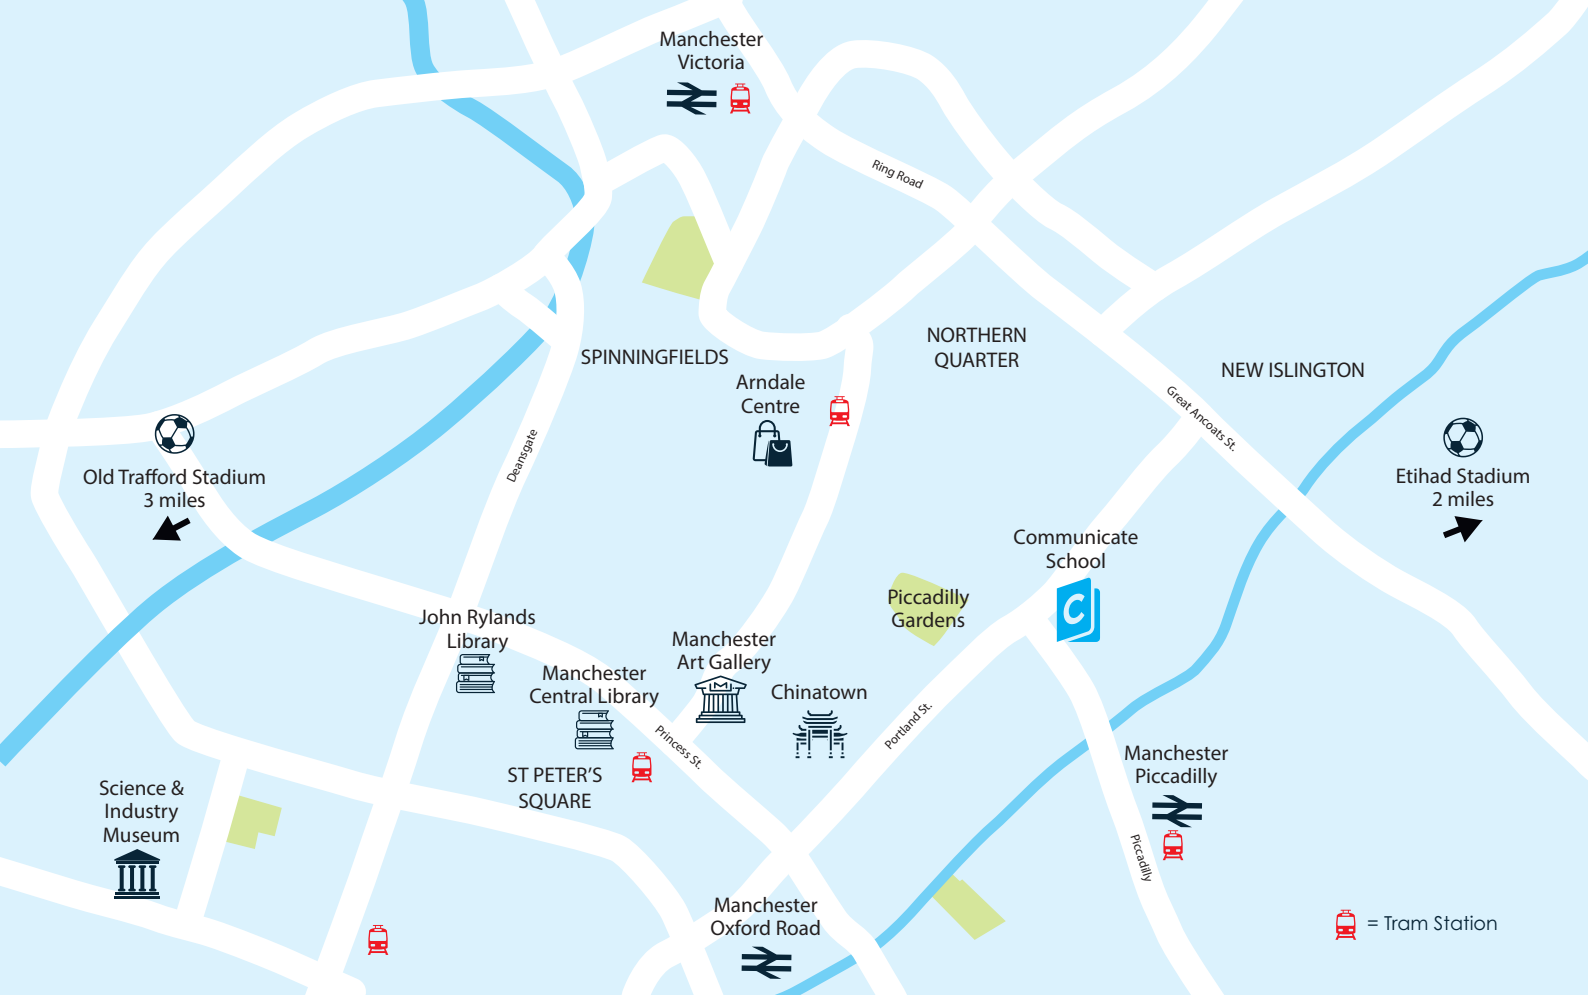 Manchester
Victoria
Ring Road
NORTHERN
QUARTER
SPINNINGFIELDS
NEW ISLINGTON
Arndale
Centre
Great Ancoats St.
Deansgate
Old Trafford Stadium
3 miles
Etihad Stadium
2 miles
Communicate
School
C
Piccadilly
Gardens
John Rylands
Library
Manchester
Art Gallery
Manchester
Central Library
M
Chinatown
Princess St.
Portland St.
ST PETER'S
SQUARE
Manchester
Piccadilly
Science &
Industry
Museum
Piccadilly
Manchester
Oxford Road
= Tram Station